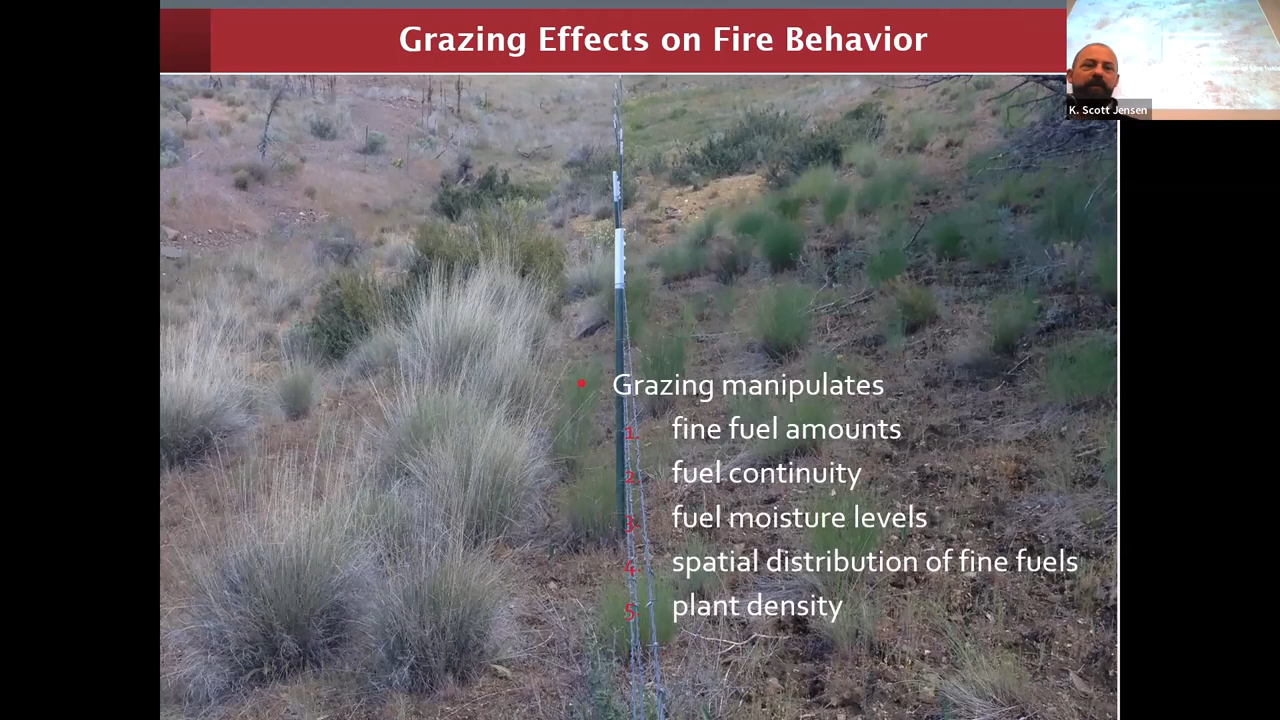 Grazing Effects on Fire Behavior
K. Scott Jensen
• Grazing manipulates
1. fine fuel amounts
2. fuel continuity
3. fuel moisture levels
4. spatial distribution of fine fuels
5. plant density